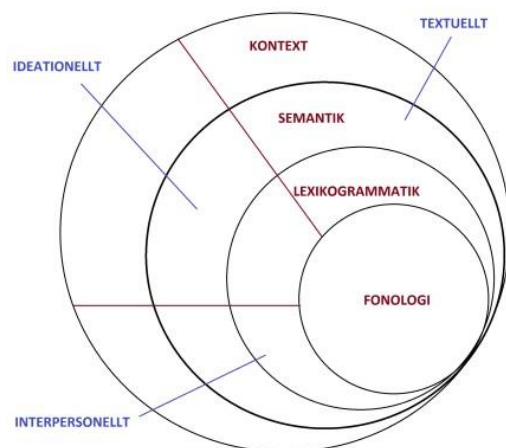 TEXTUELLT
KONTEXT
IDEATIONELLT
SEMANTIK
LEXIKOGRAMMATIK
FONOLOGI
INTERPERSONELLT